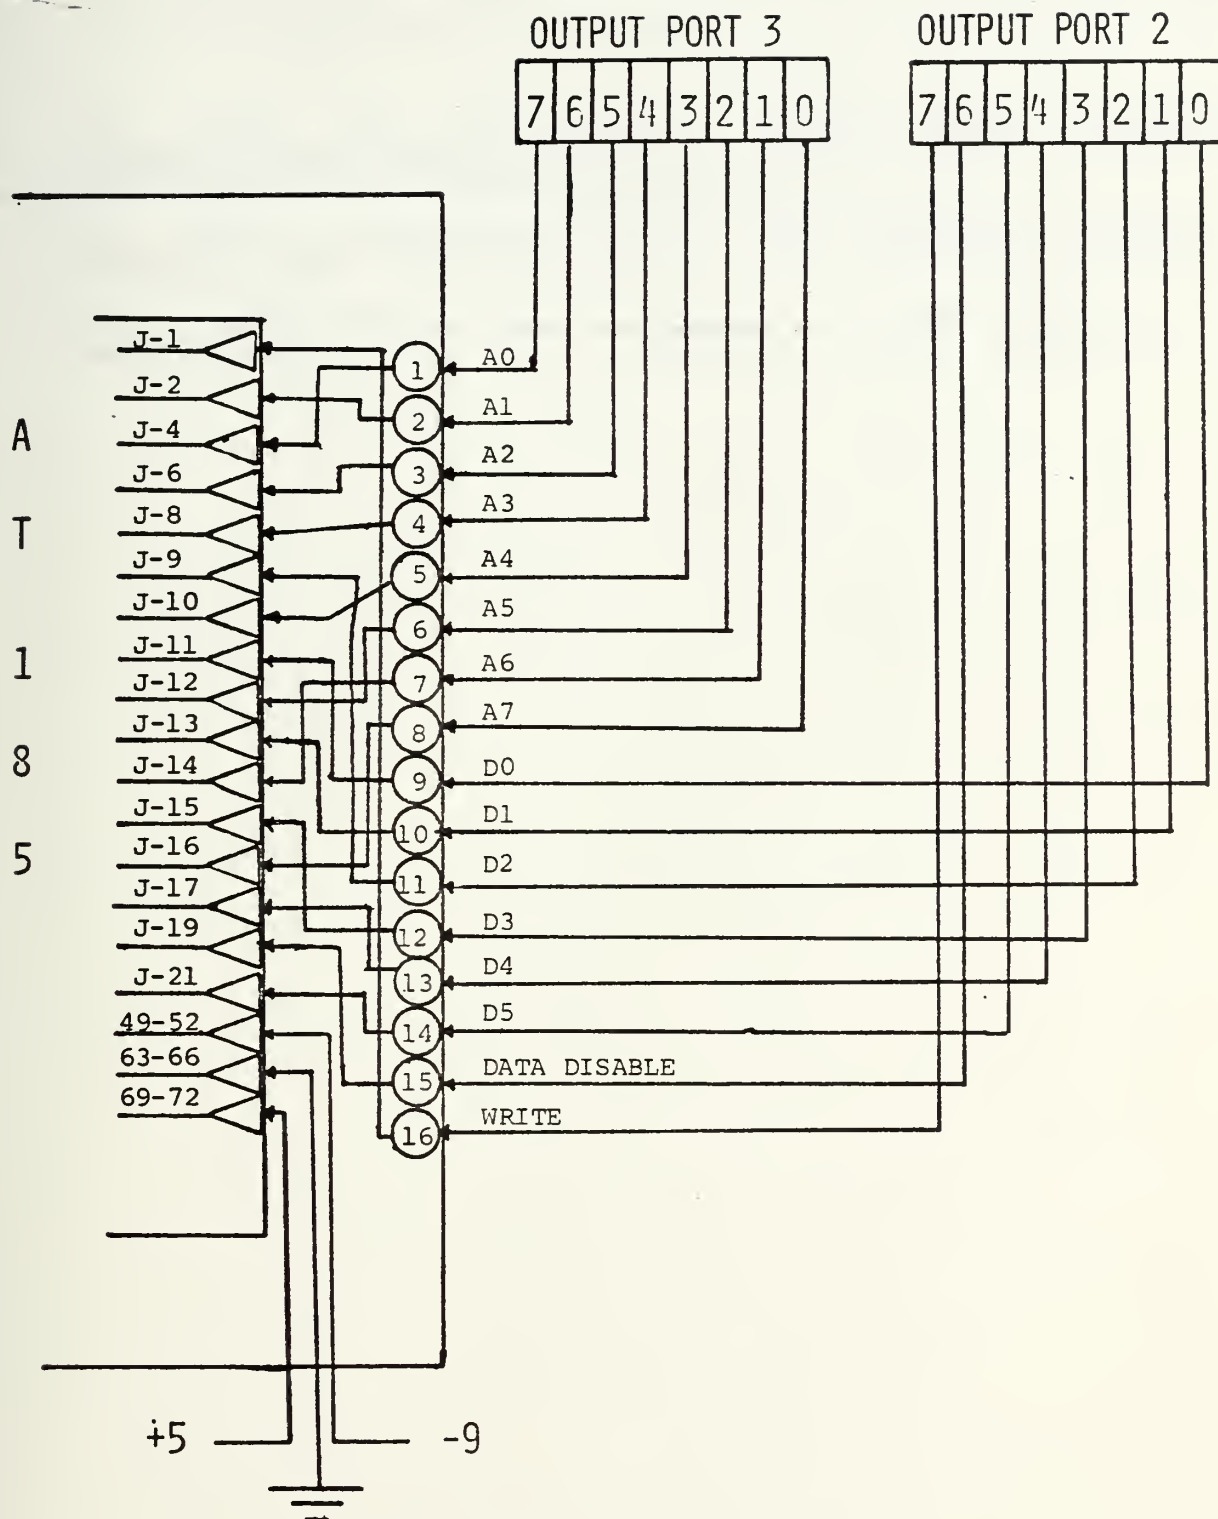 OUTPUT PORT 3
OUTPUT PORT 2
7 6 5 4 3 2 1 0
7 6 5 4 3 2 1 0
A
T
1
8
5
J-1
J-2
J-4
J-6
J-8
J-9
J-10
J-11
J-12
J-13
J-14
J-15
J-16
J-17
J-19
J-21
49-52
63-66
69-72
1
2
3
4
5
6
7
8
9
10
11
12
13
14
15
16
A0
A1
A2
A3
A4
A5
A6
A7
D0
D1
D2
D3
D4
D5
DATA DISABLE
WRITE
+5
-9